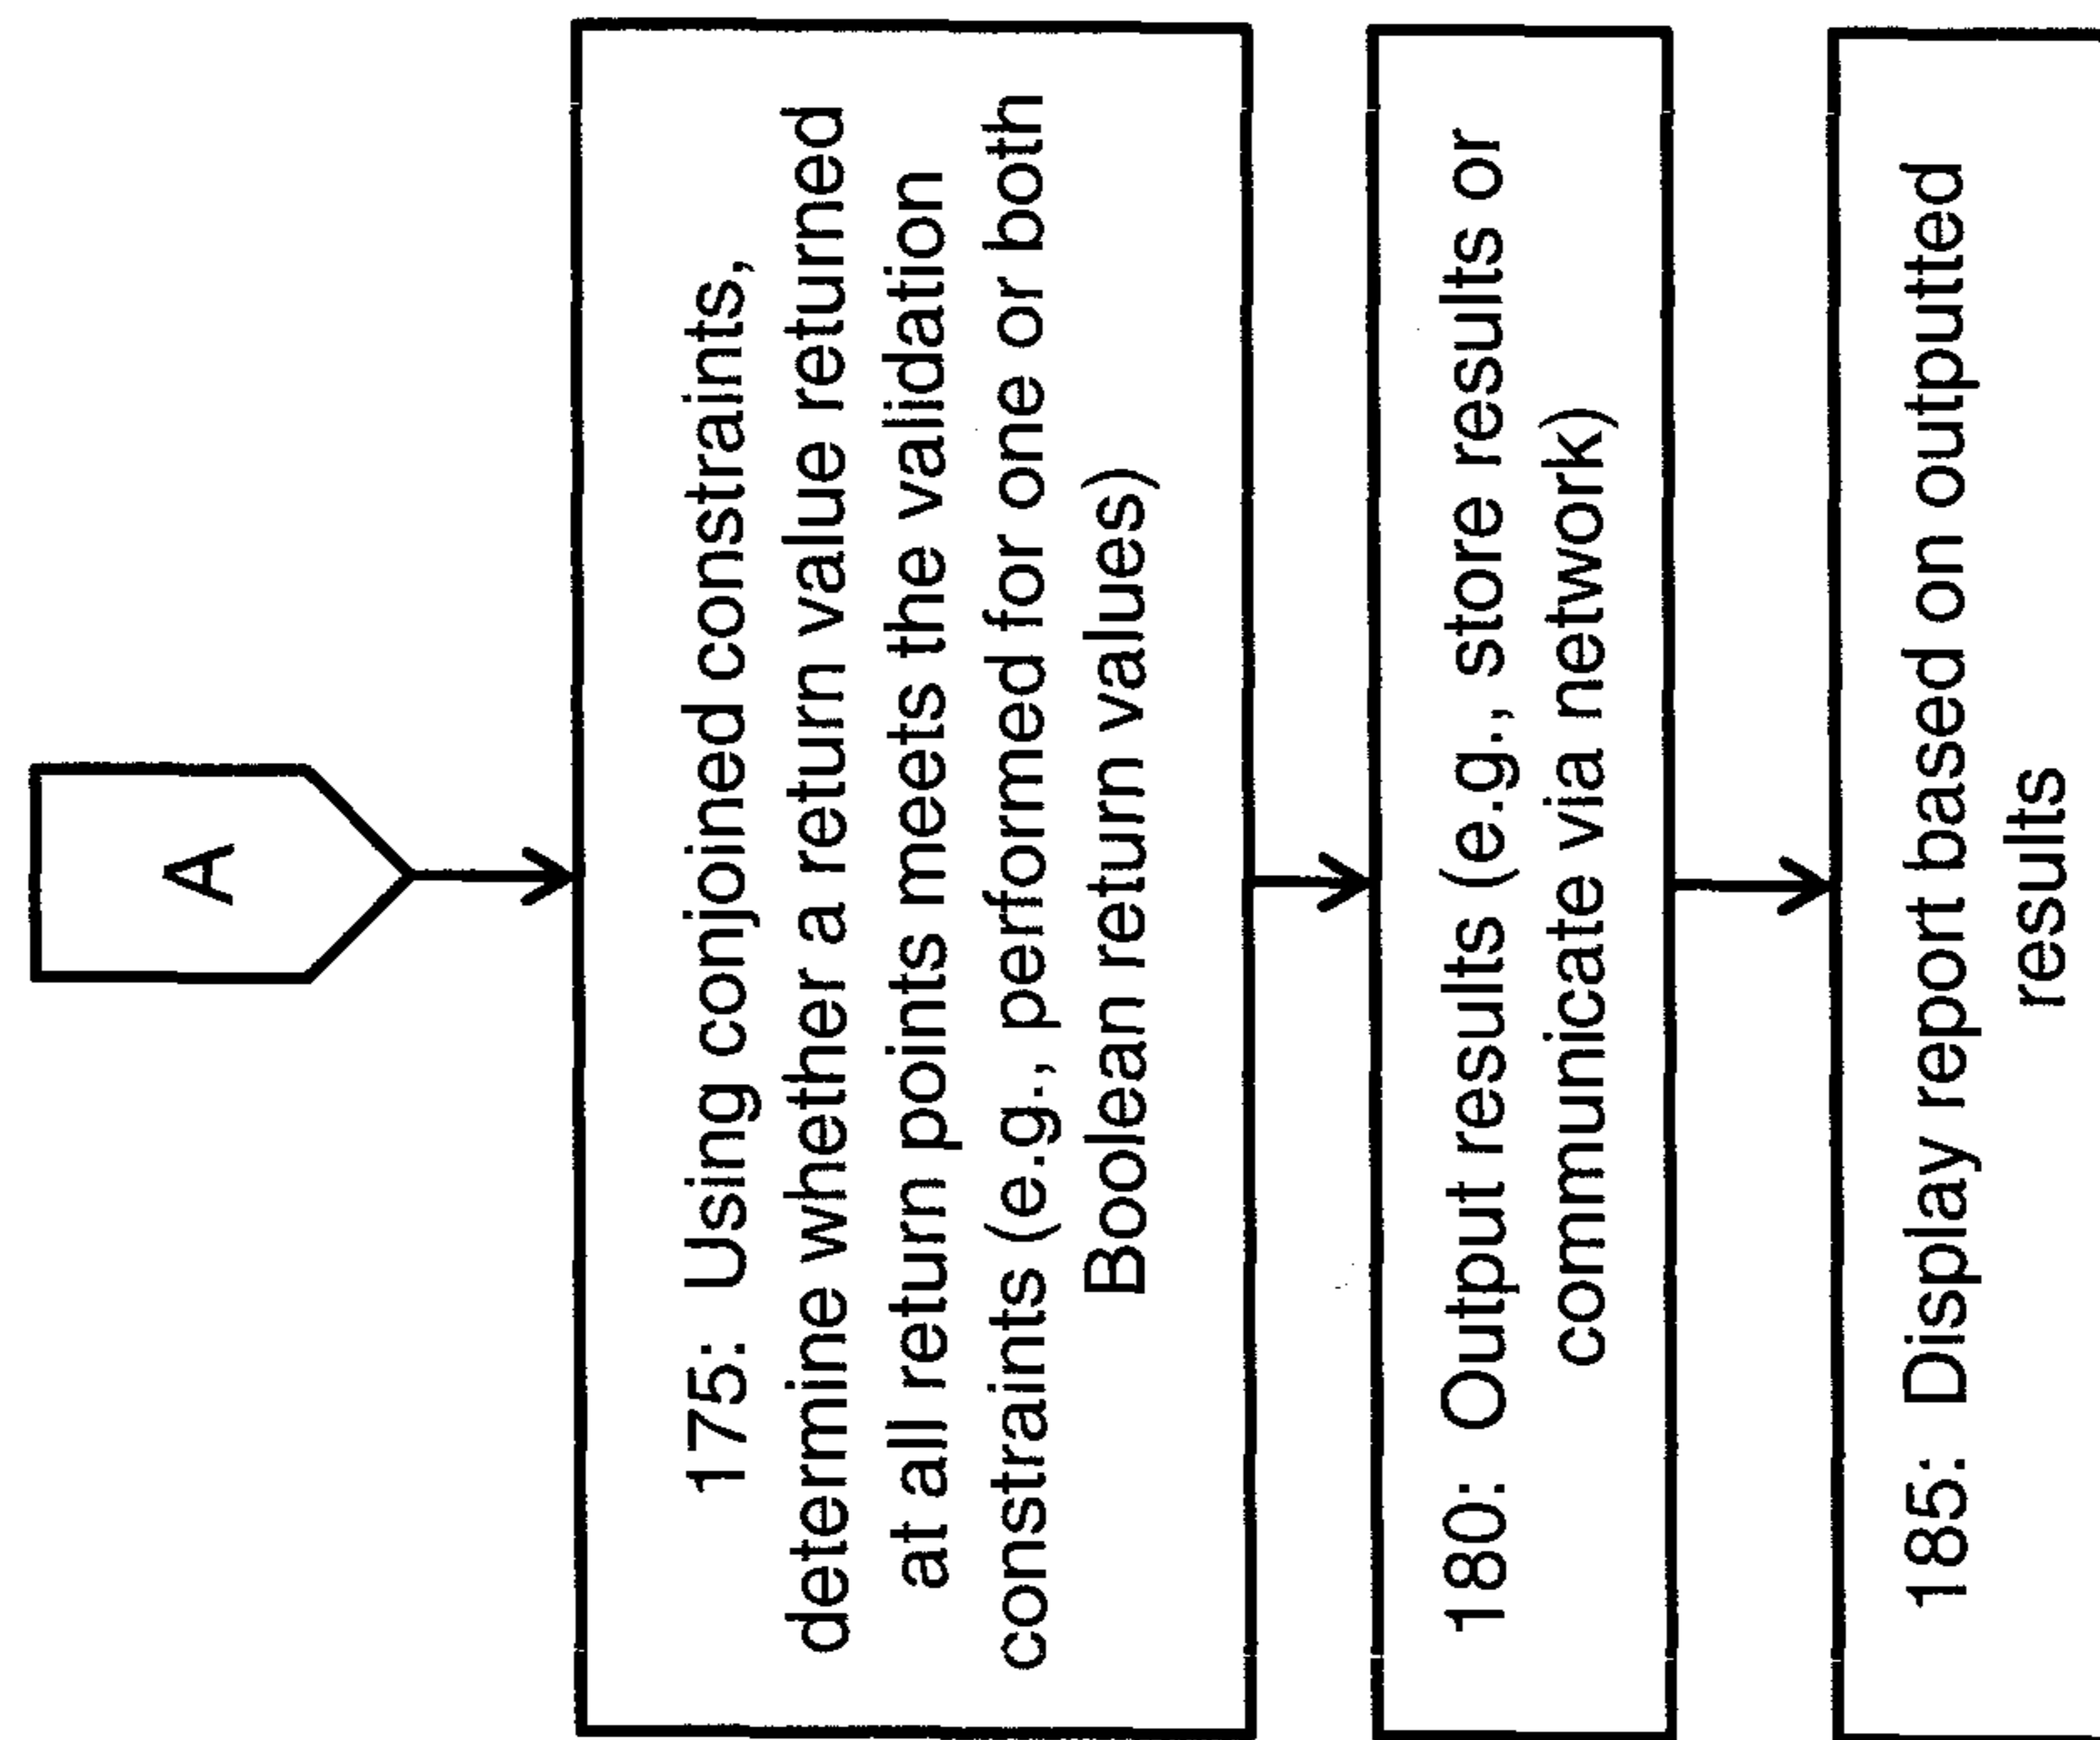 A
175: Using conjoined constraints,
determine whether a return value returned
at all return points meets the validation
constraints (e.g., performed for one or both
Boolean return values)
180: Output results (e.g., store results or
communicate via network)
185: Display report based on outputted
results